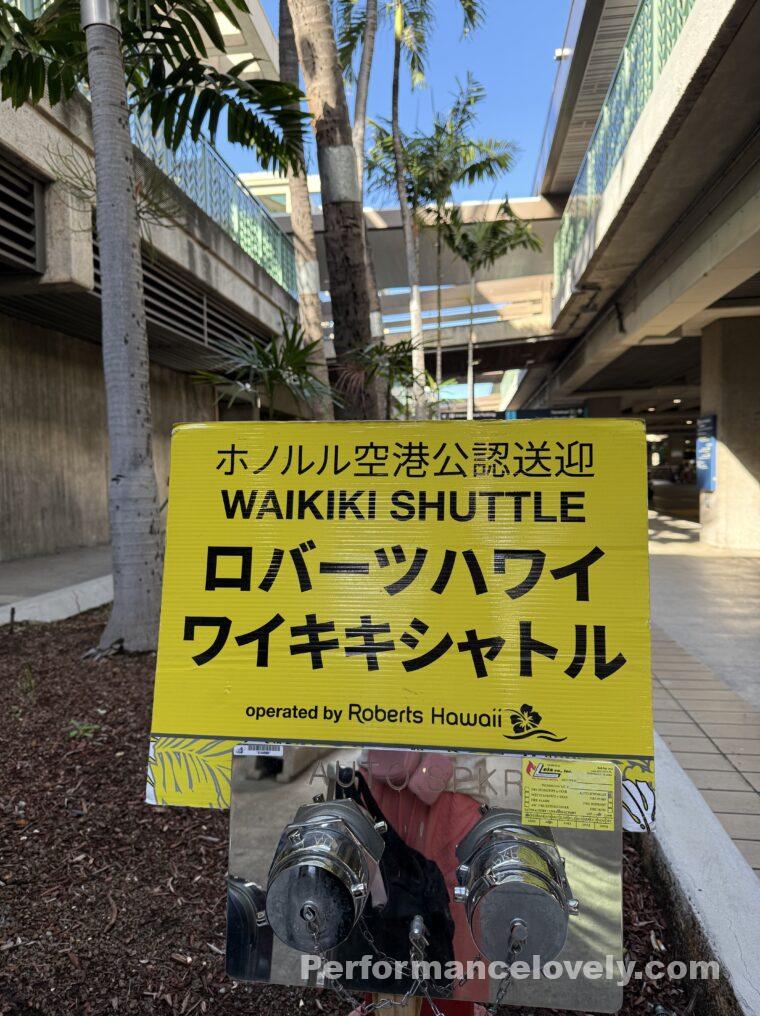 ホノルル空港公認送迎
WAIKIKI SHUTTLE
ロバーツハワイ
ワイキキシャトル
operated by Roberts Hawaii
AUTO SPKR
Performancelovely.com